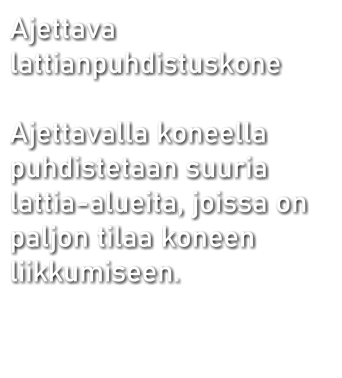 Ajettava
lattianpuhdistuskone
Ajettavalla koneella
puhdistetaan suuria
lattia-alueita, joissa on
paljon tilaa koneen
liikkumiseen.